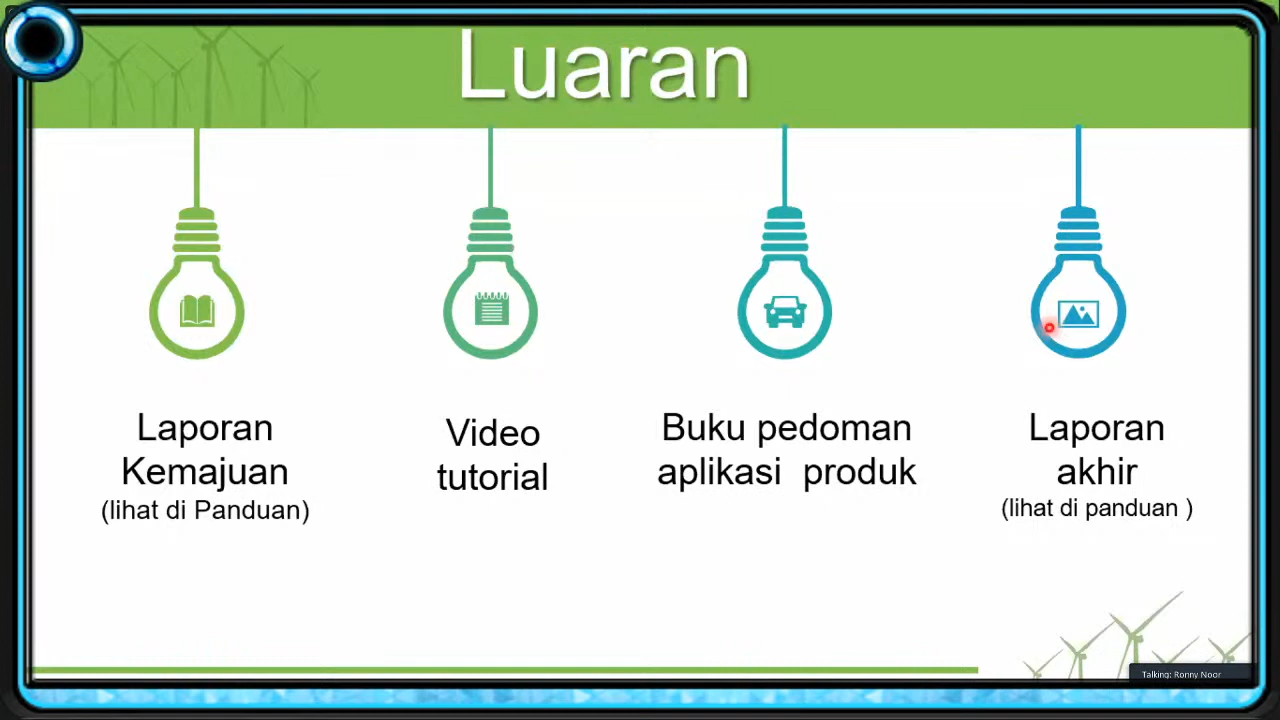 Luaran
Laporan
Kemajuan
(lihat di Panduan)
Video
tutorial
Buku pedoman
aplikasi  produk
Laporan
akhir
(lihat di panduan )
Talking: Ronny Noor